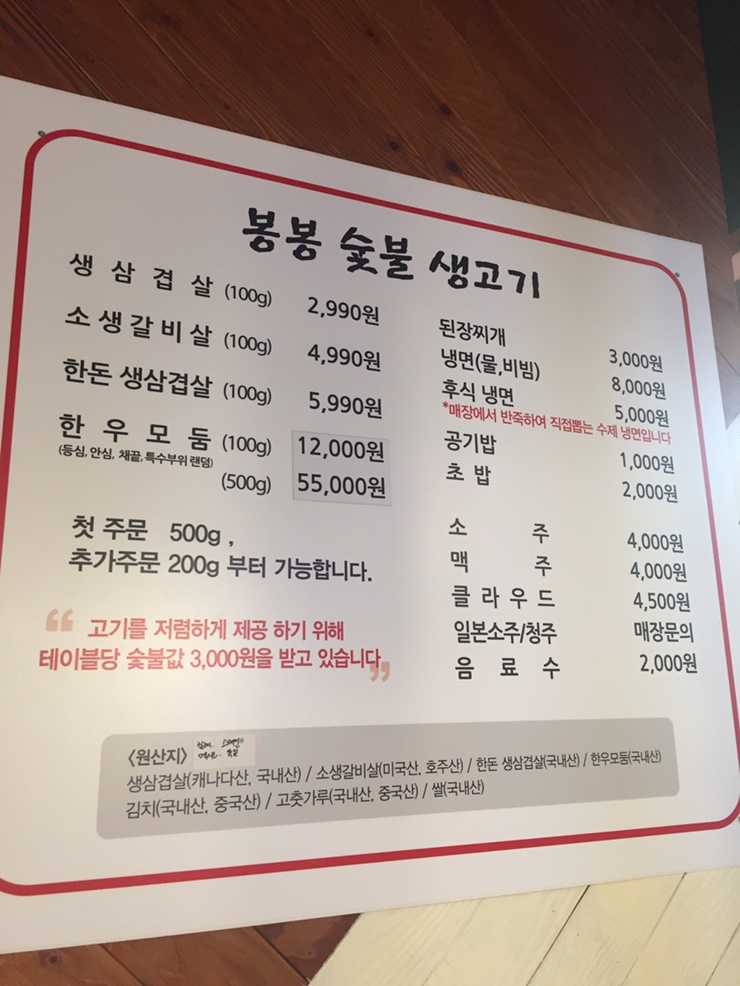 봉봉 숯불 생고기
생 삼 겹 살 (100g) 2,990원
소 생 갈 비 살 (100g) 4,990원
한돈 생삼겹살 (100g) 5,990원
한 우 모 둠 (100g) 12,000원
(등심, 안심, 채끝, 특수부위 랜덤)
(500g) 55,000원
첫 주문 500g ,
추가주문 200g 부터 가능합니다.
“ 고기를 저렴하게 제공 하기 위해
테이블당 숯불값 3,000원을 받고 있습니다 ”
된장찌개 3,000원
냉면(물,비빔) 8,000원
후식 냉면 5,000원
*매장에서 반죽하여 직접뽑는 수제 냉면입니다
공기밥 1,000원
초 밥 2,000원
소 주 4,000원
맥 주 4,000원
클 라 우 드 4,500원
일본소주/청주 매장문의
음 료 수 2,000원
<원산지>
생삼겹살(캐나다산, 국내산) / 소생갈비살(미국산, 호주산) / 한돈 생삼겹살(국내산) / 한우모둠(국내산)
김치(국내산, 중국산) / 고춧가루(국내산, 중국산) / 쌀(국내산)